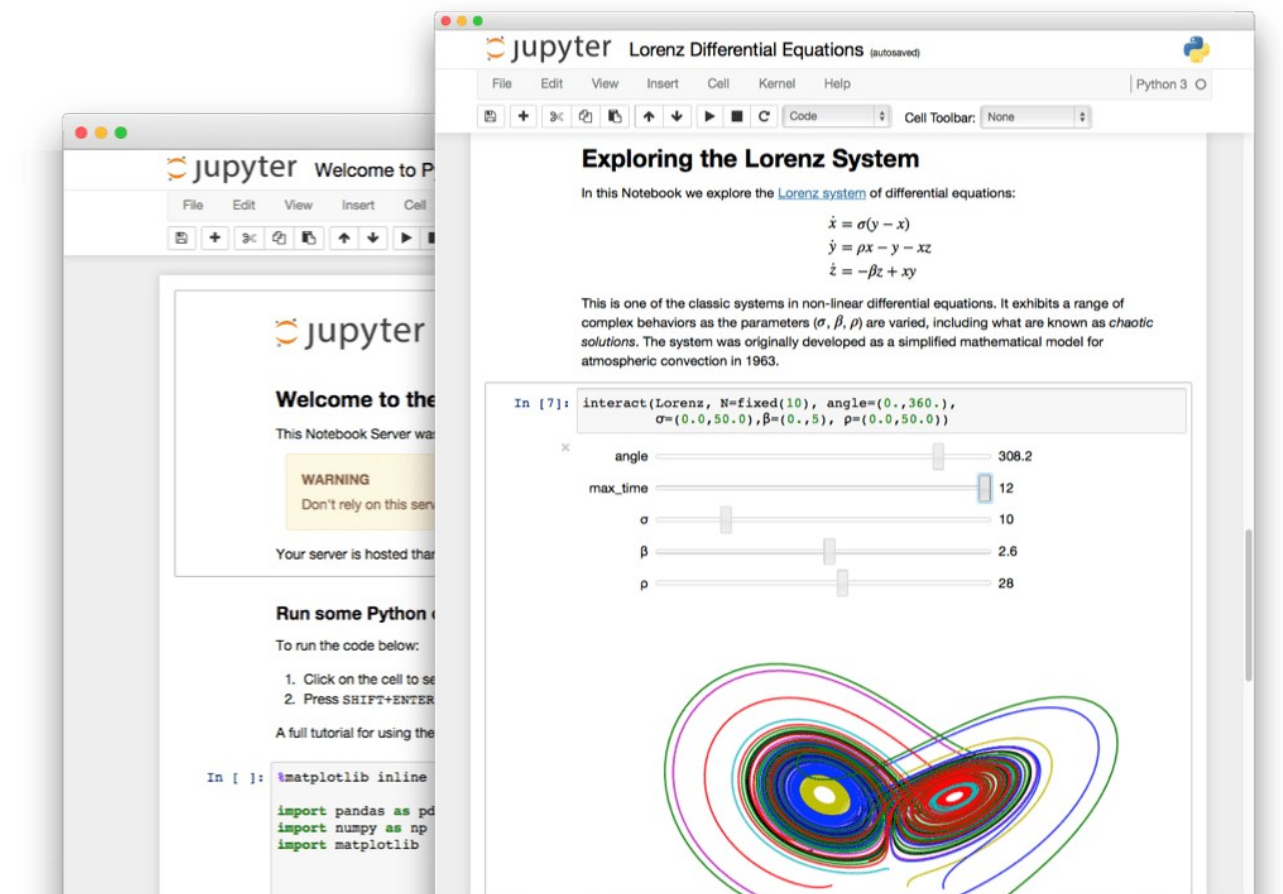 jupyter Lorenz Differential Equations (autosaved)
File Edit View Insert Cell Kernel Help Python 3
Code Cell Toolbar: None
Exploring the Lorenz System
In this Notebook we explore the Lorenz system of differential equations:
ẋ = σ(y − x)
ẏ = ρx − y − xz
ż = −βz + xy
This is one of the classic systems in non-linear differential equations. It exhibits a range of
complex behaviors as the parameters (σ, β, ρ) are varied, including what are known as chaotic
solutions. The system was originally developed as a simplified mathematical model for
atmospheric convection in 1963.
In [7]: interact(Lorenz, N=fixed(10), angle=(0.,360.),
σ=(0.0,50.0),β=(0.,5), ρ=(0.0,50.0))
angle 308.2
max_time 12
σ 10
β 2.6
ρ 28
jupyter Welcome to P
File Edit View Insert Cell
jupyter
Welcome to the
This Notebook Server was
WARNING
Don't rely on this serv
Your server is hosted than
Run some Python
To run the code below:
1. Click on the cell to se
2. Press SHIFT+ENTER
A full tutorial for using the
In [ ]: %matplotlib inline
import pandas as pd
import numpy as np
import matplotlib